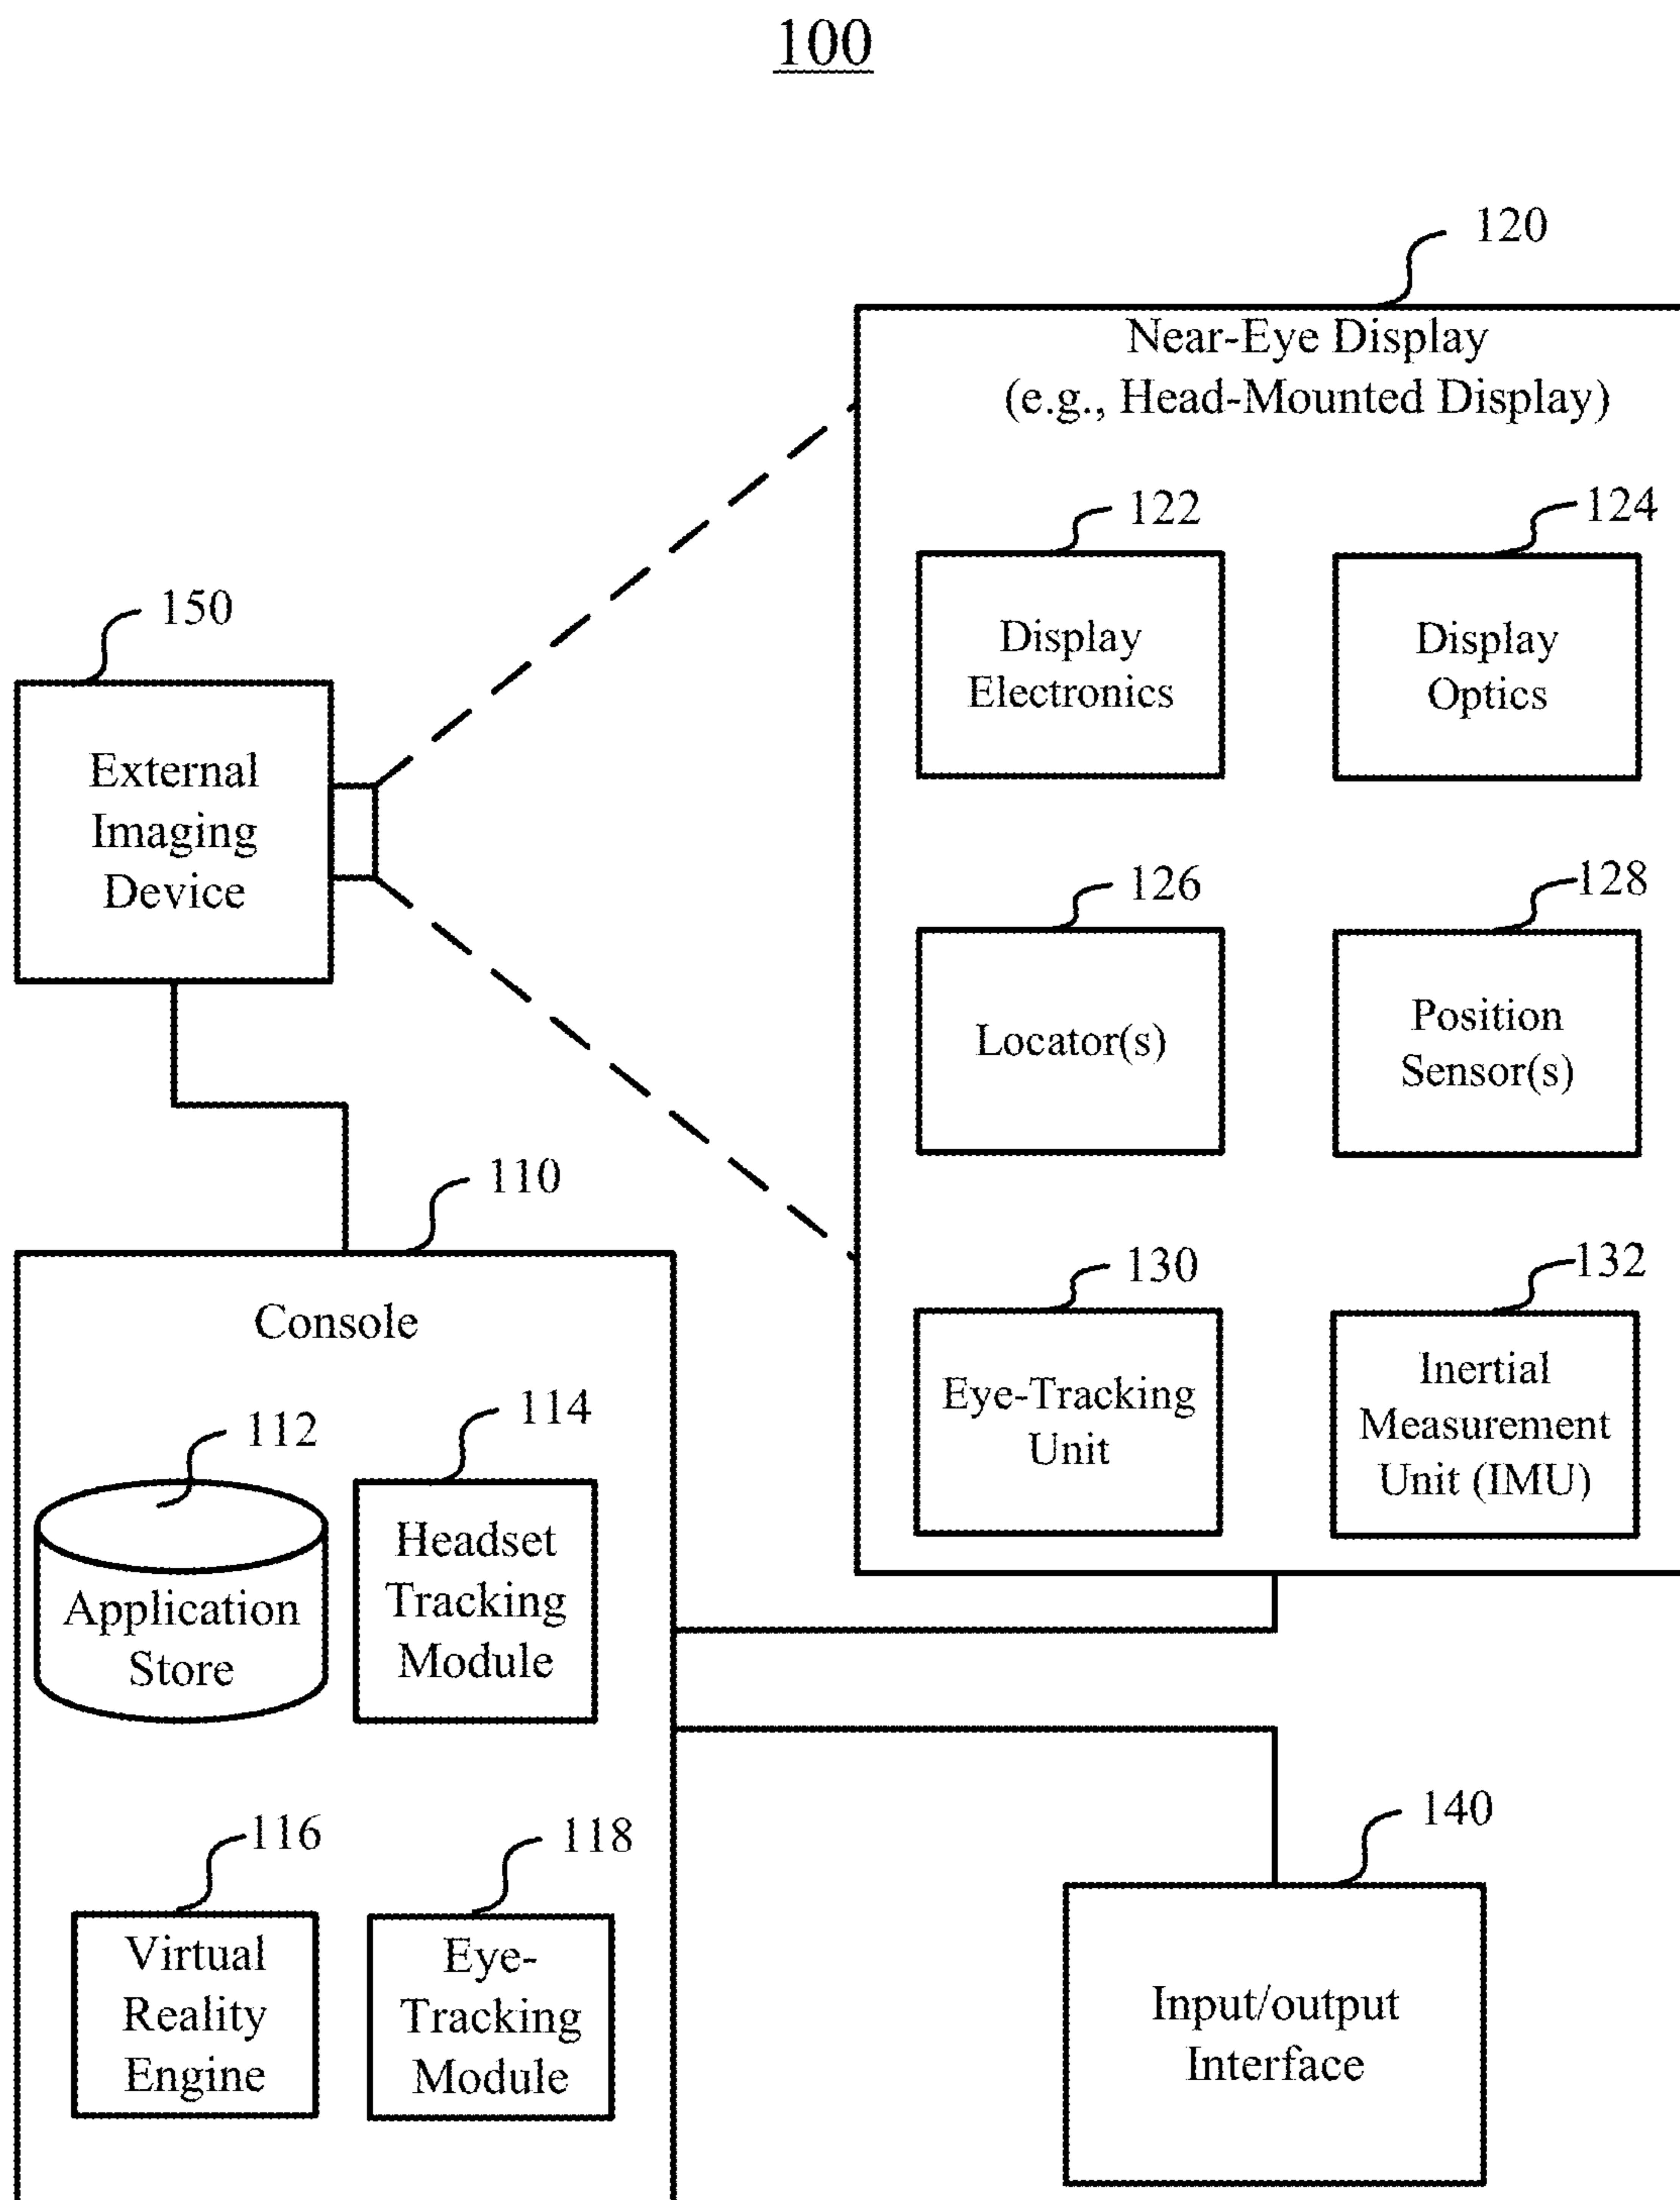 100
120
Near-Eye Display
(e.g., Head-Mounted Display)
122
124
Display
Electronics
Display
Optics
150
External
Imaging
Device
126
128
Locator(s)
Position
Sensor(s)
110
130
132
Console
Eye-Tracking
Unit
Inertial
Measurement
Unit (IMU)
112
114
Application
Store
Headset
Tracking
Module
116
118
Virtual
Reality
Engine
Eye-
Tracking
Module
140
Input/output
Interface